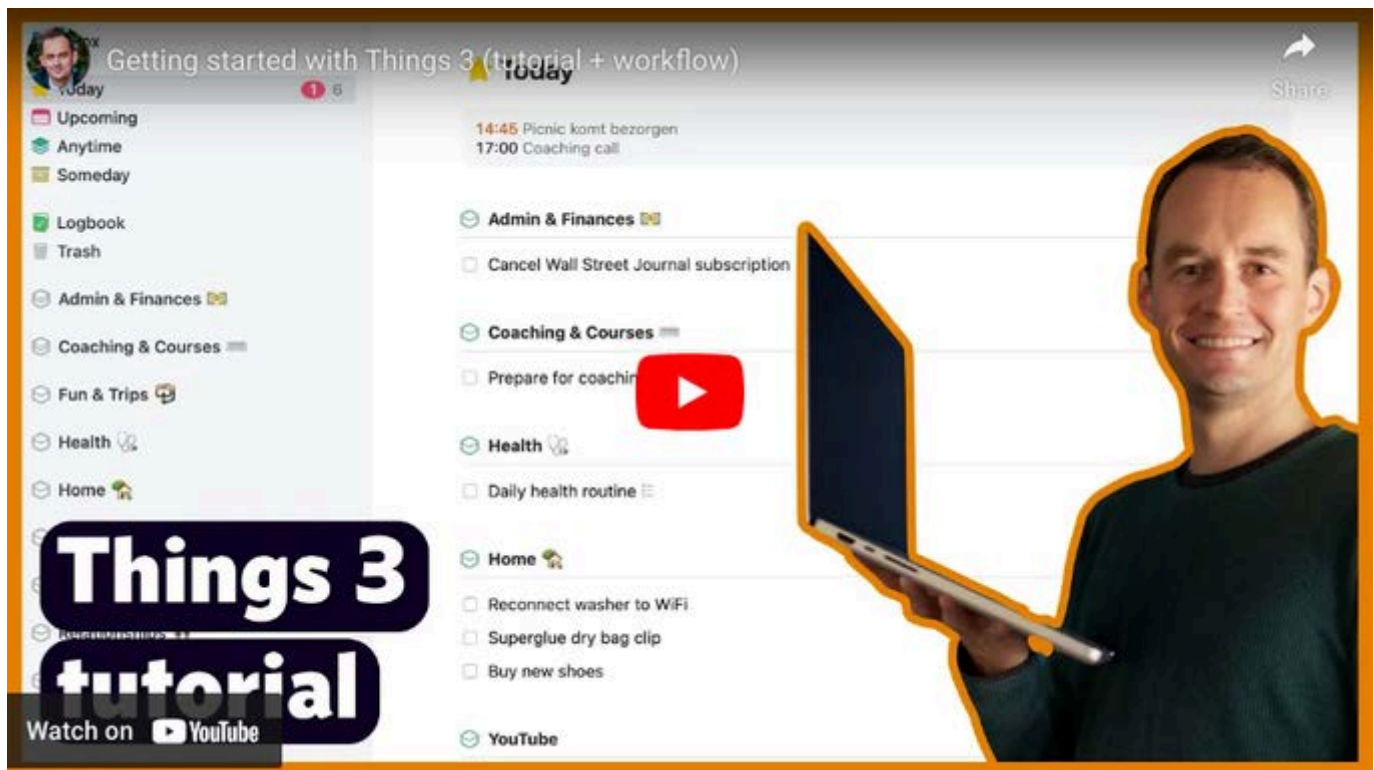 Getting started with Things 3 (tutorial + workflow)
Share
Today
1 6
Upcoming
Anytime
Someday
Logbook
Trash
Admin & Finances
Coaching & Courses
Fun & Trips
Health
Home
Relationships
Today
14:45 Picnic komt bezorgen
17:00 Coaching call
Admin & Finances
Cancel Wall Street Journal subscription
Coaching & Courses
Prepare for
Health
Daily health routine
Home
Reconnect washer to WiFi
Superglue dry bag clip
Buy new shoes
YouTube
Things 3
tutorial
Watch on YouTube